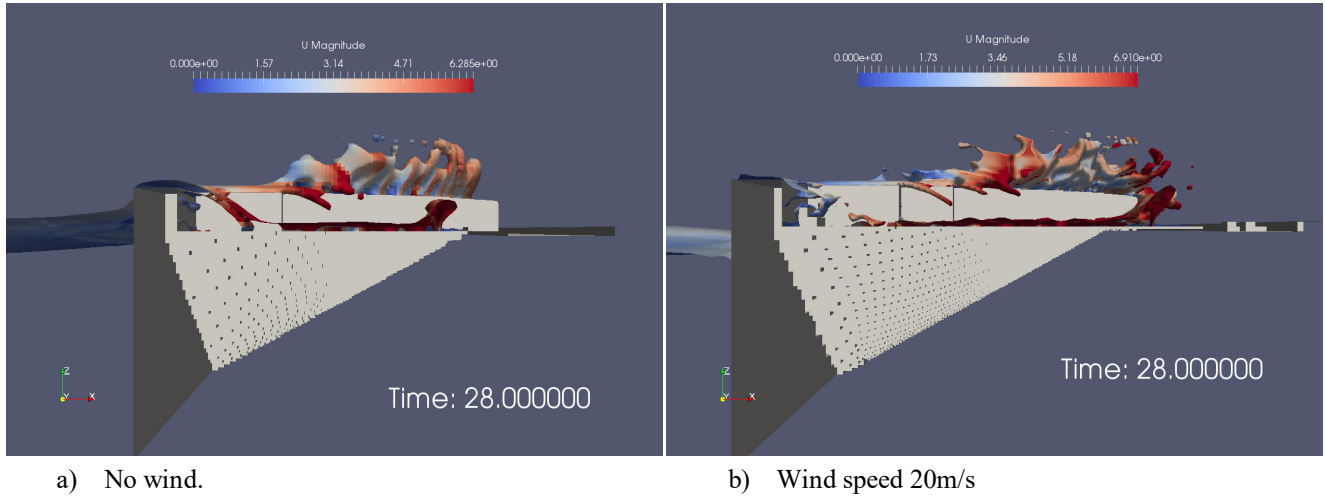 U Magnitude
0.000e+00 1.57 3.14 4.71 6.285e+00
Z
Y X
Time: 28.000000
U Magnitude
0.000e+00 1.73 3.46 5.18 6.910e+00
Z
Y X
Time: 28.000000
a) No wind.
b) Wind speed 20m/s